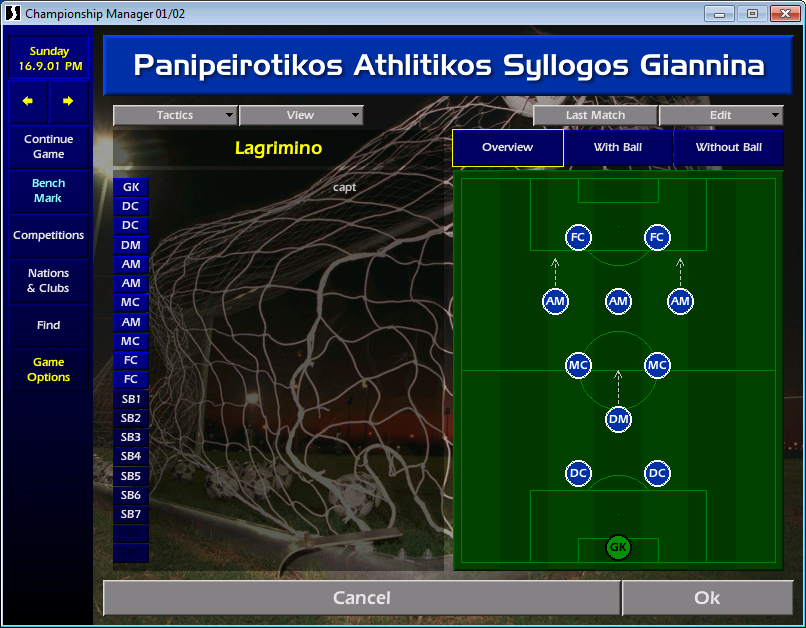 Championship Manager 01/02
Sunday
16.9.01 PM
Continue
Game
Bench
Mark
Competitions
Nations
& Clubs
Find
Game
Options
Panipeirotikos Athlitikos Syllogos Giannina
Tactics
View
Last Match
Edit
Lagrimino
Overview
With Ball
Without Ball
GK
capt
DC
DC
DM
AM
AM
MC
AM
MC
FC
FC
SB1
SB2
SB3
SB4
SB5
SB6
SB7
FC FC
AM AM AM
MC MC
DM
DC DC
GK
Cancel
Ok